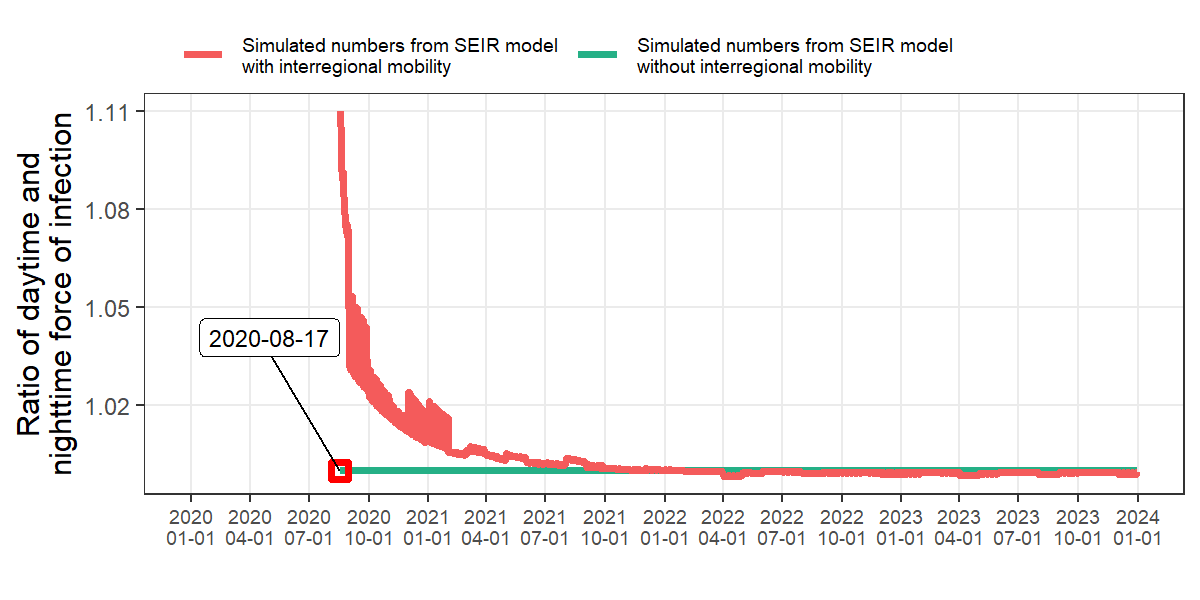 Simulated numbers from SEIR model
with interregional mobility
Simulated numbers from SEIR model
without interregional mobility
Ratio of daytime and
nighttime force of infection
1.11
1.08
1.05
1.02
2020-08-17
2020 2020 2020 2020 2021 2021 2021 2021 2022 2022 2022 2022 2023 2023 2023 2023 2024
01-01 04-01 07-01 10-01 01-01 04-01 07-01 10-01 01-01 04-01 07-01 10-01 01-01 04-01 07-01 10-01 01-01